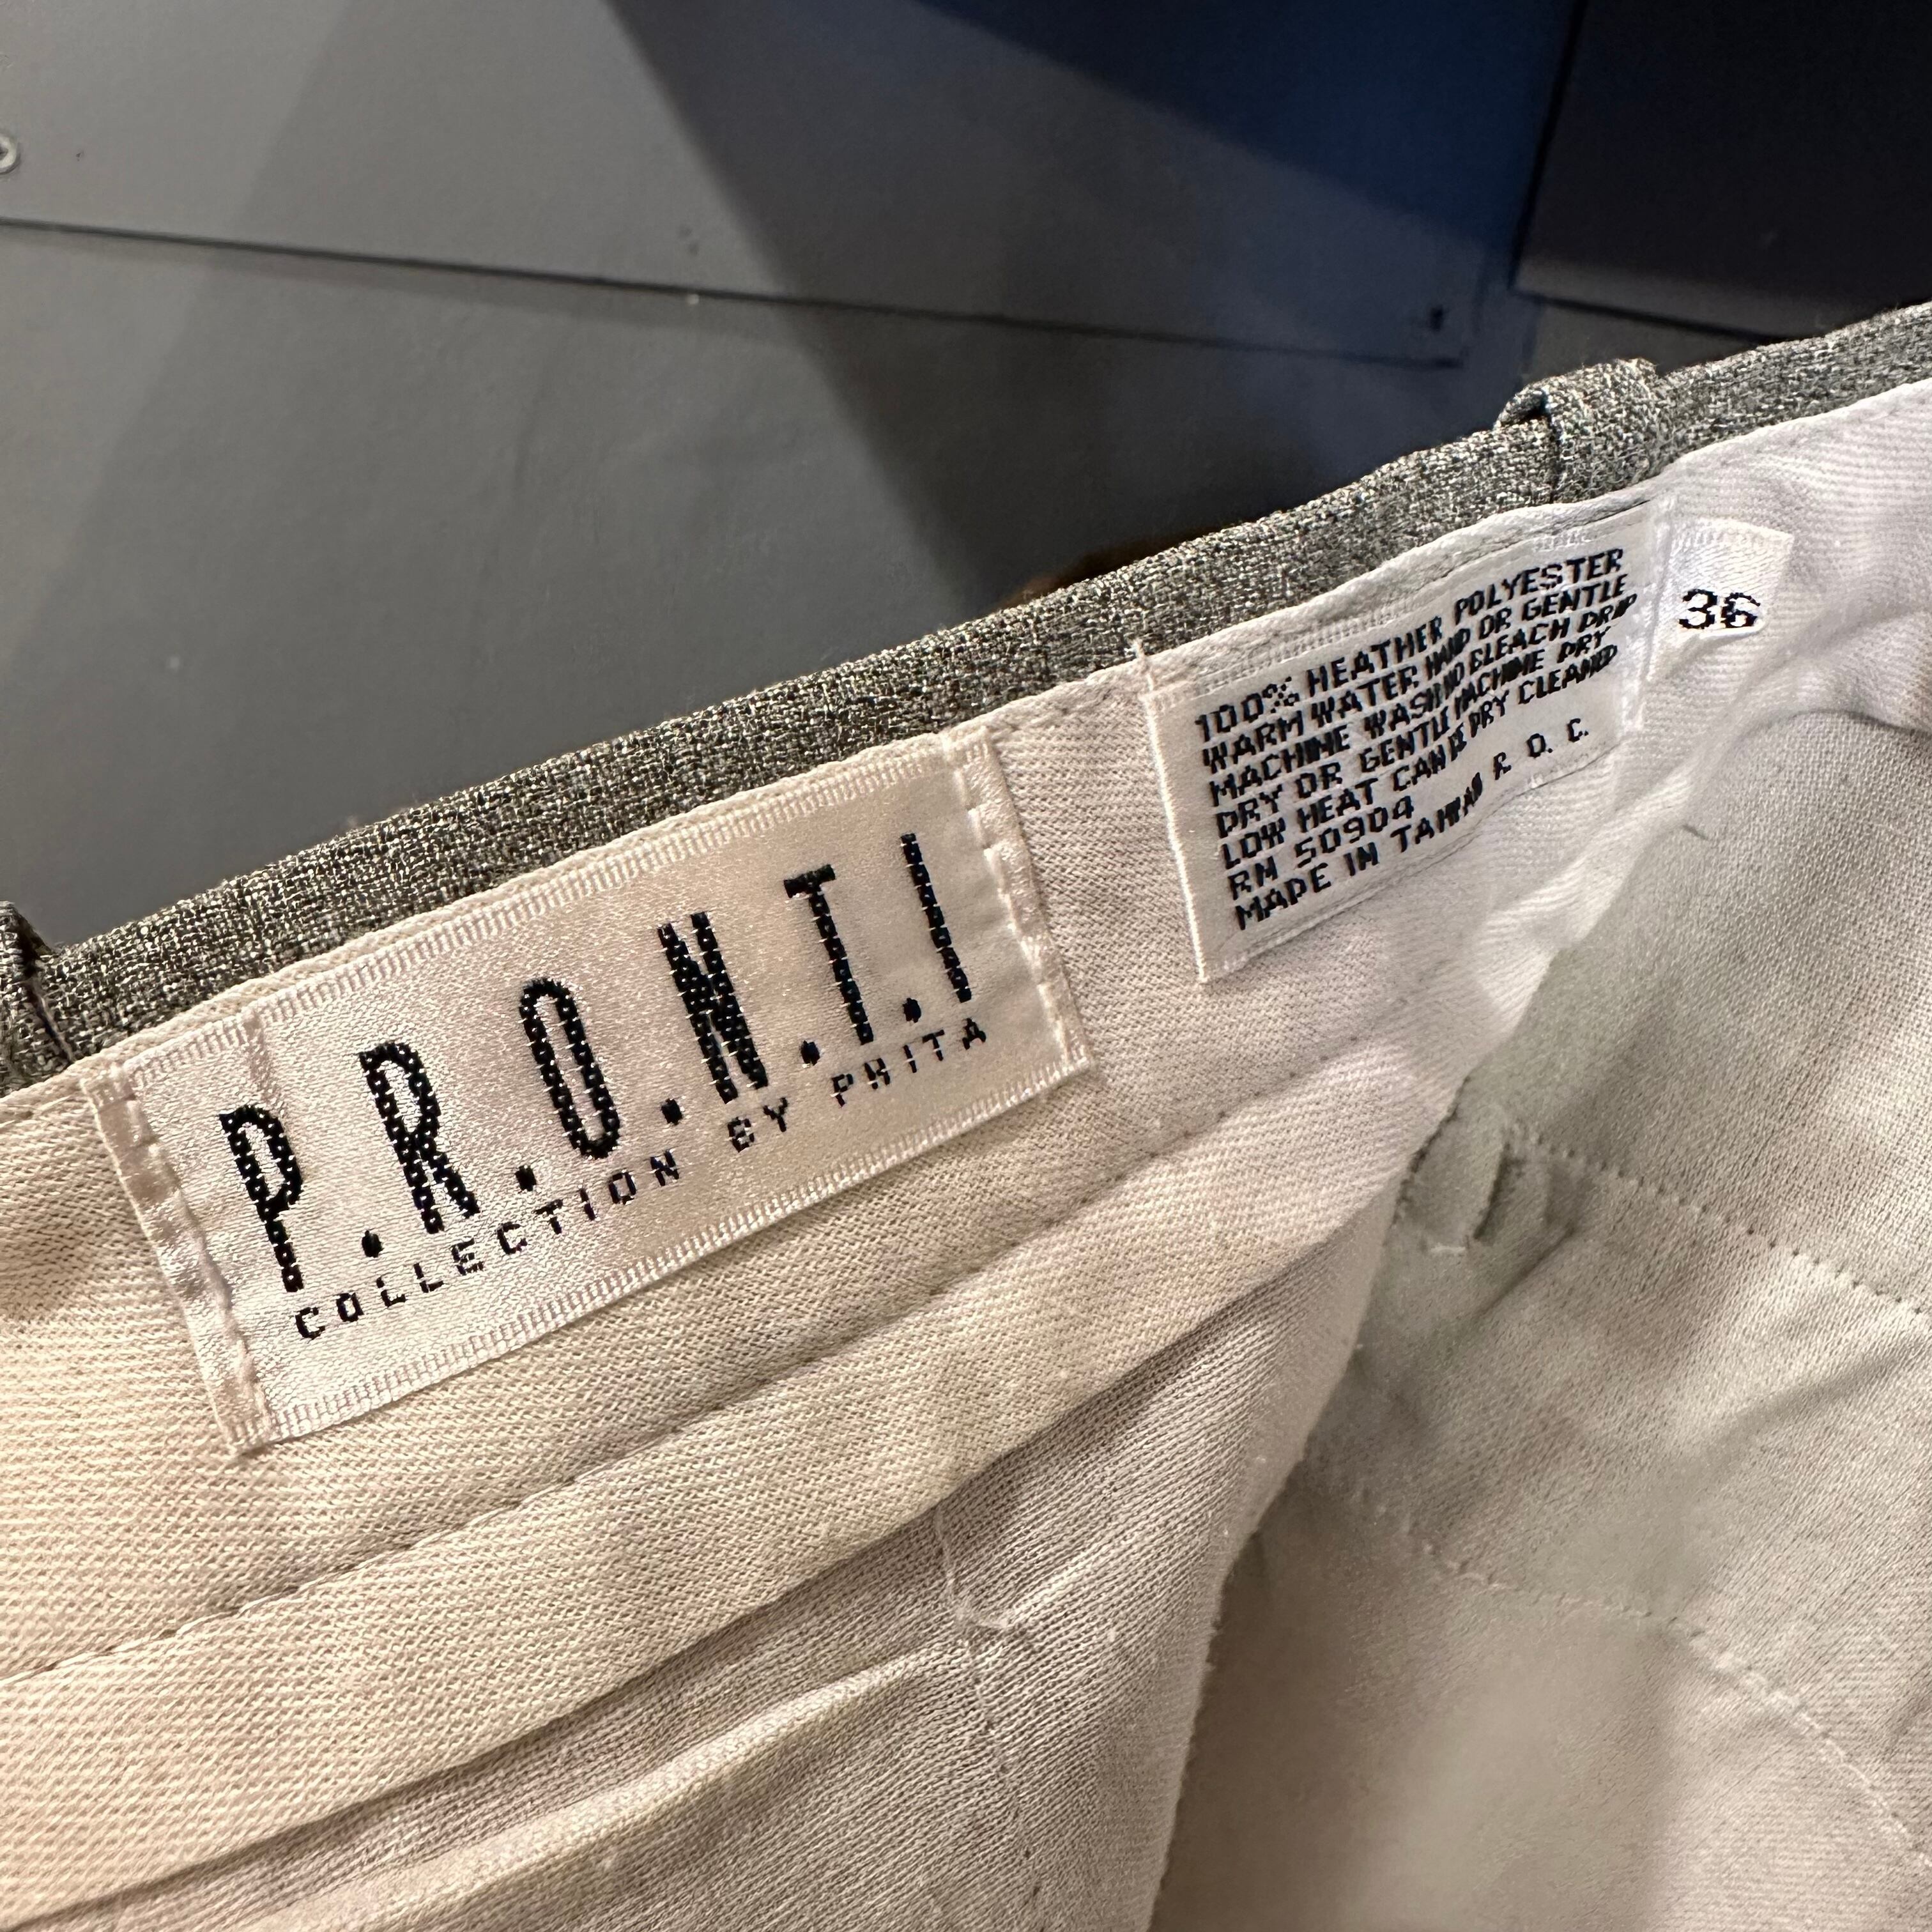 P.R.O.N.T.I
COLLECTION BY PHITA
100% HEATHER POLYESTER
WARM WATER HAND OR GENTLE
MACHINE WASH NO BLEACH DRIP
DRY OR GENTLE MACHINE DRY
LOW HEAT CAN BE DRY CLEANED
RN 50904
MADE IN TAIWAN R. O. C.
36